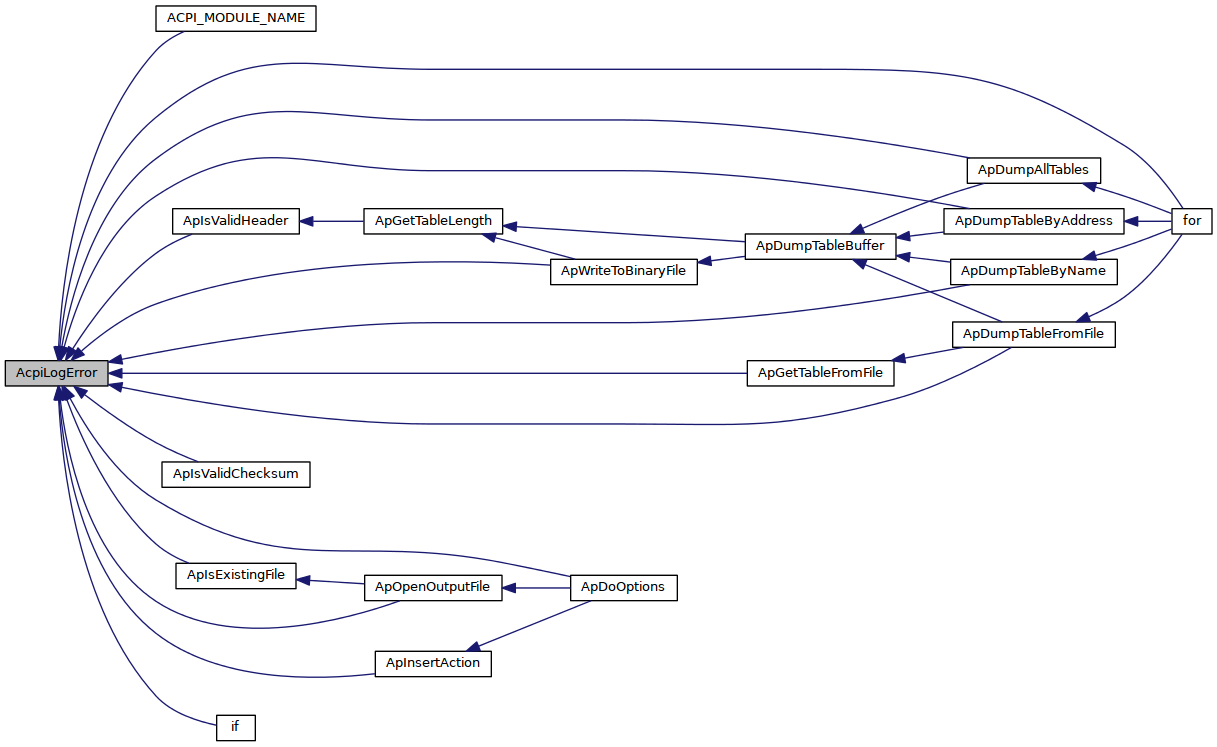 ACPI_MODULE_NAME
ApDumpAllTables
ApIsValidHeader
ApGetTableLength
ApDumpTableByAddress
for
ApDumpTableBuffer
ApWriteToBinaryFile
ApDumpTableByName
ApDumpTableFromFile
AcpiLogError
ApGetTableFromFile
ApIsValidChecksum
ApIsExistingFile
ApOpenOutputFile
ApDoOptions
ApInsertAction
if